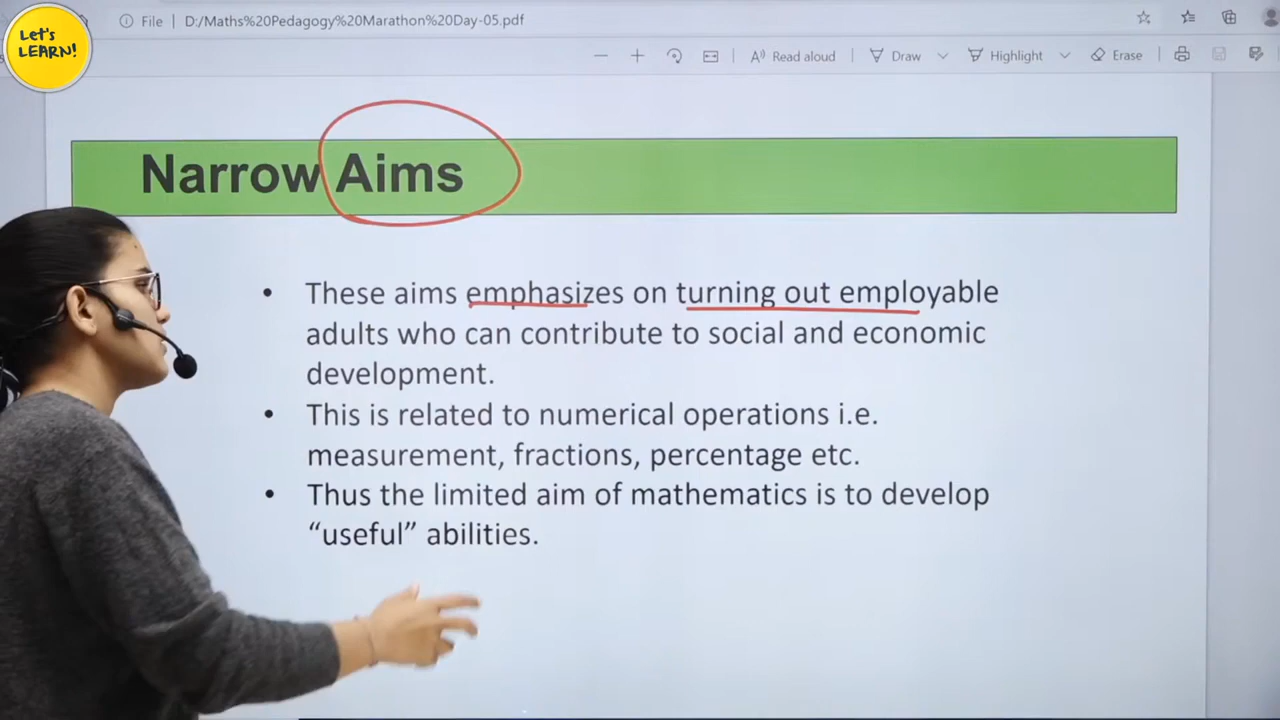 Let's
LEARN!
File | D:/Maths%20Pedagogy%20Marathon%20Day-05.pdf
Read aloud Draw Highlight Erase
Narrow Aims
• These aims emphasizes on turning out employable
adults who can contribute to social and economic
development.
• This is related to numerical operations i.e.
measurement, fractions, percentage etc.
• Thus the limited aim of mathematics is to develop
“useful” abilities.